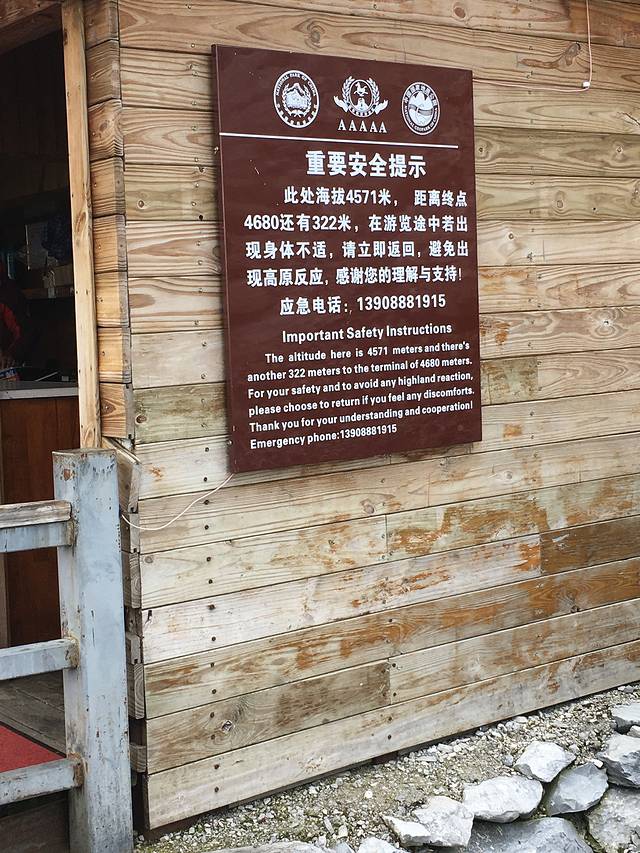 AAAAA
重要安全提示
此处海拔4571米， 距离终点
4680还有322米，在游览途中若出
现身体不适，请立即返回，避免出
现高原反应，感谢您的理解与支持！
应急电话：13908881915
Important Safety Instructions
The altitude here is 4571 meters and there's
another 322 meters to the terminal of 4680 meters.
For your safety and to avoid any highland reaction,
please choose to return if you feel any discomforts.
Thank you for your understanding and cooperation!
Emergency phone:13908881915